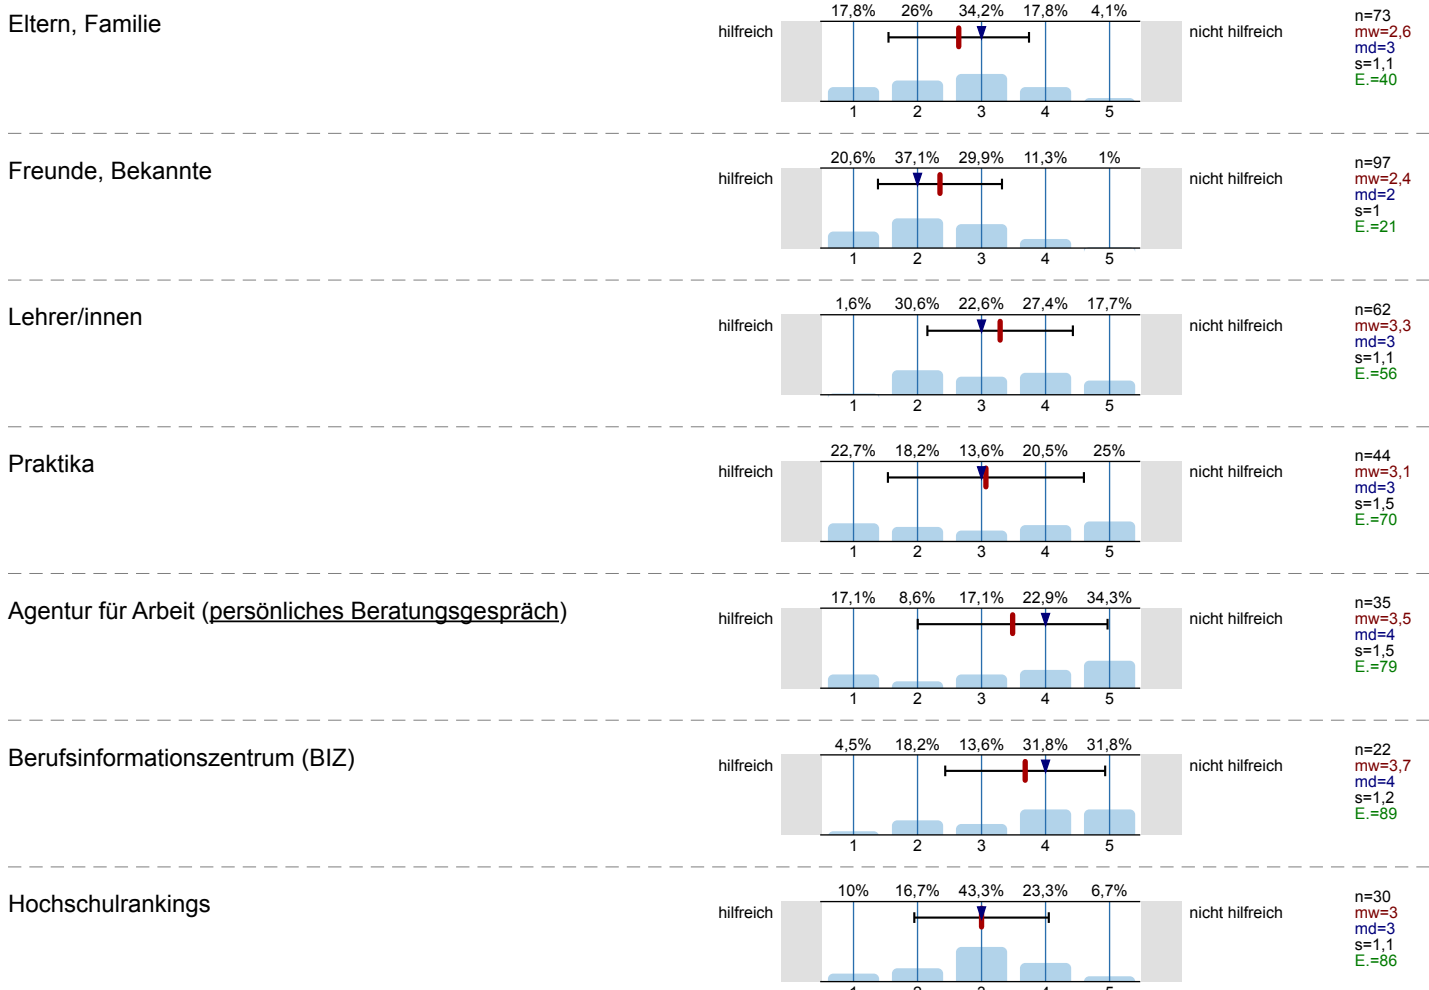 Eltern, Familie
17,8% 26% 34,2% 17,8% 4,1%
hilfreich nicht hilfreich
1 2 3 4 5
n=73
mw=2,6
md=3
s=1,1
E.=40
Freunde, Bekannte
20,6% 37,1% 29,9% 11,3% 1%
hilfreich nicht hilfreich
1 2 3 4 5
n=97
mw=2,4
md=2
s=1
E.=21
Lehrer/innen
1,6% 30,6% 22,6% 27,4% 17,7%
hilfreich nicht hilfreich
1 2 3 4 5
n=62
mw=3,3
md=3
s=1,1
E.=56
Praktika
22,7% 18,2% 13,6% 20,5% 25%
hilfreich nicht hilfreich
1 2 3 4 5
n=44
mw=3,1
md=3
s=1,5
E.=70
Agentur für Arbeit (persönliches Beratungsgespräch)
17,1% 8,6% 17,1% 22,9% 34,3%
hilfreich nicht hilfreich
1 2 3 4 5
n=35
mw=3,5
md=4
s=1,5
E.=79
Berufsinformationszentrum (BIZ)
4,5% 18,2% 13,6% 31,8% 31,8%
hilfreich nicht hilfreich
1 2 3 4 5
n=22
mw=3,7
md=4
s=1,2
E.=89
Hochschulrankings
10% 16,7% 43,3% 23,3% 6,7%
hilfreich nicht hilfreich
1 2 3 4 5
n=30
mw=3
md=3
s=1,1
E.=86